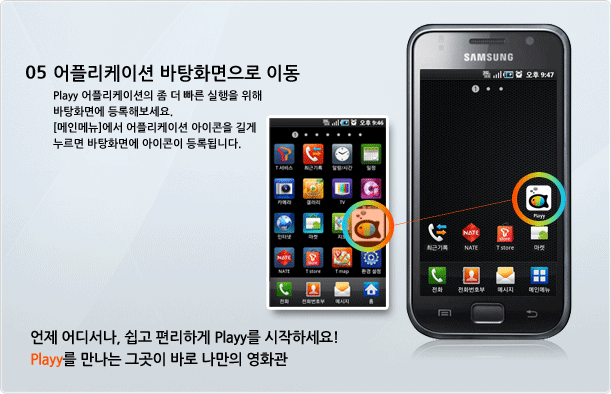 05 어플리케이션 바탕화면으로 이동
Playy 어플리케이션의 좀 더 빠른 실행을 위해
바탕화면에 등록해보세요.
[메인메뉴]에서 어플리케이션 아이콘을 길게
누르면 바탕화면에 아이콘이 등록됩니다.
오후 9:46
T 서비스 최근기록 알람/시간 일정
카메라 갤러리 TV
인터넷 마켓
NATE T store T map 환경 설정
전화 전화번호부 메시지 홈
SAMSUNG
오후 9:47
Playy
최근기록 NATE T store 마켓
전화 전화번호부 메시지 메인메뉴
언제 어디서나, 쉽고 편리하게 Playy를 시작하세요!
Playy를 만나는 그곳이 바로 나만의 영화관